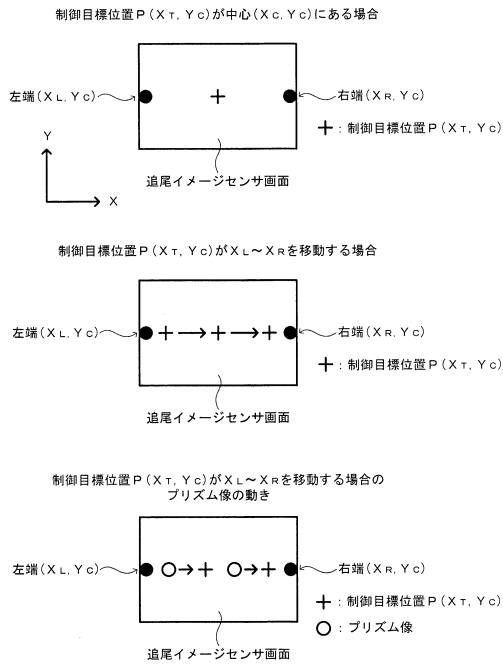 制御目標位置P(XT, YC)が中心(XC, YC)にある場合
左端(XL, YC)
右端(XR, YC)
+:制御目標位置P(XT, YC)
Y
X
追尾イメージセンサ画面
制御目標位置P(XT, YC)がXL～XRを移動する場合
左端(XL, YC)
右端(XR, YC)
+:制御目標位置P(XT, YC)
追尾イメージセンサ画面
制御目標位置P(XT, YC)がXL～XRを移動する場合の
プリズム像の動き
左端(XL, YC)
右端(XR, YC)
+:制御目標位置P(XT, YC)
○:プリズム像
追尾イメージセンサ画面